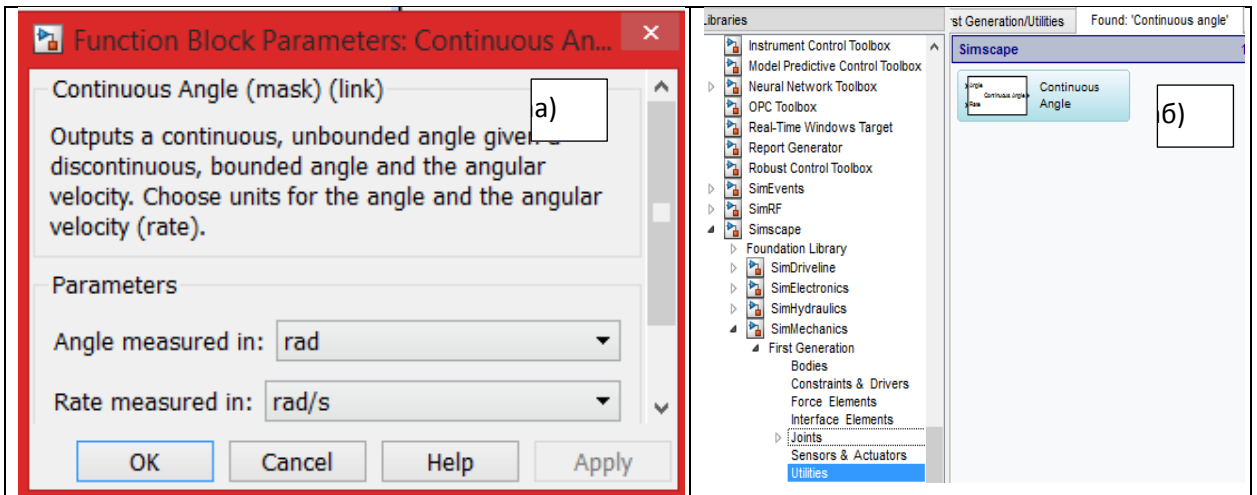 Function Block Parameters: Continuous An...
Continuous Angle (mask) (link)
а)
Outputs a continuous, unbounded angle given a
discontinuous, bounded angle and the angular
velocity. Choose units for the angle and the angular
velocity (rate).
Parameters
Angle measured in: rad
Rate measured in: rad/s
OK Cancel Help Apply
Libraries
Instrument Control Toolbox
Model Predictive Control Toolbox
Neural Network Toolbox
OPC Toolbox
Real-Time Windows Target
Report Generator
Robust Control Toolbox
SimEvents
SimRF
Simscape
Foundation Library
SimDriveline
SimElectronics
SimHydraulics
SimMechanics
First Generation
Bodies
Constraints & Drivers
Force Elements
Interface Elements
Joints
Sensors & Actuators
Utilities
rst Generation/Utilities Found: 'Continuous angle'
Simscape 1
Angle
Continuous Angle
Rate
Continuous
Angle
б)